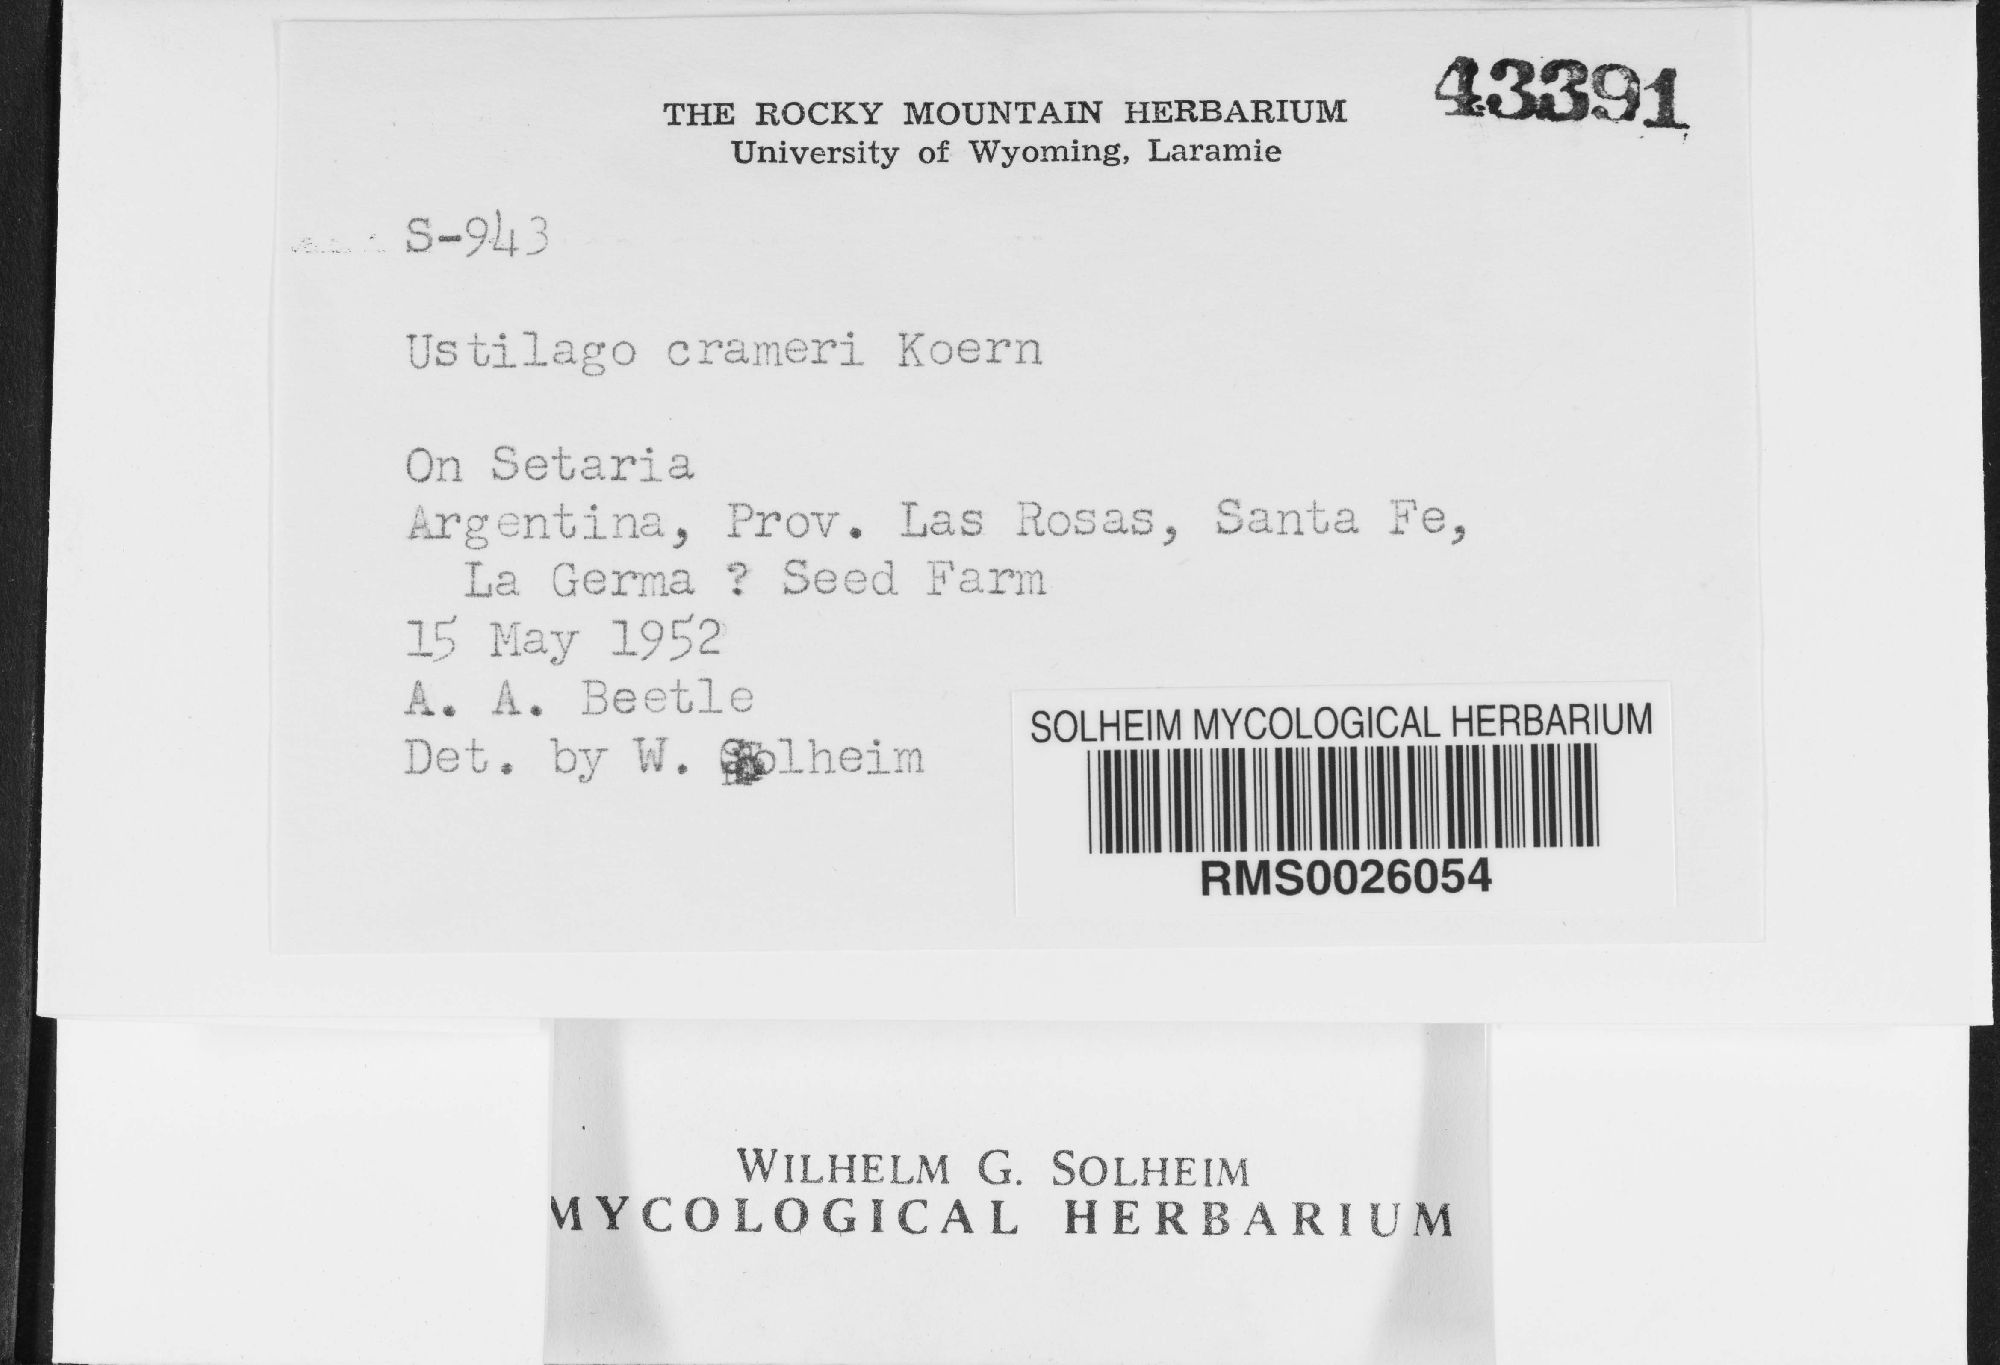 43391
THE ROCKY MOUNTAIN HERBARIUM
University of Wyoming, Laramie
S-943
Ustilago crameri Koern
On Setaria
Argentina, Prov. Las Rosas, Santa Fe,
La Germa ? Seed Farm
15 May 1952
A. A. Beetle
Det. by W. Solheim
SOLHEIM MYCOLOGICAL HERBARIUM
RMS0026054
WILHELM G. SOLHEIM
MYCOLOGICAL HERBARIUM